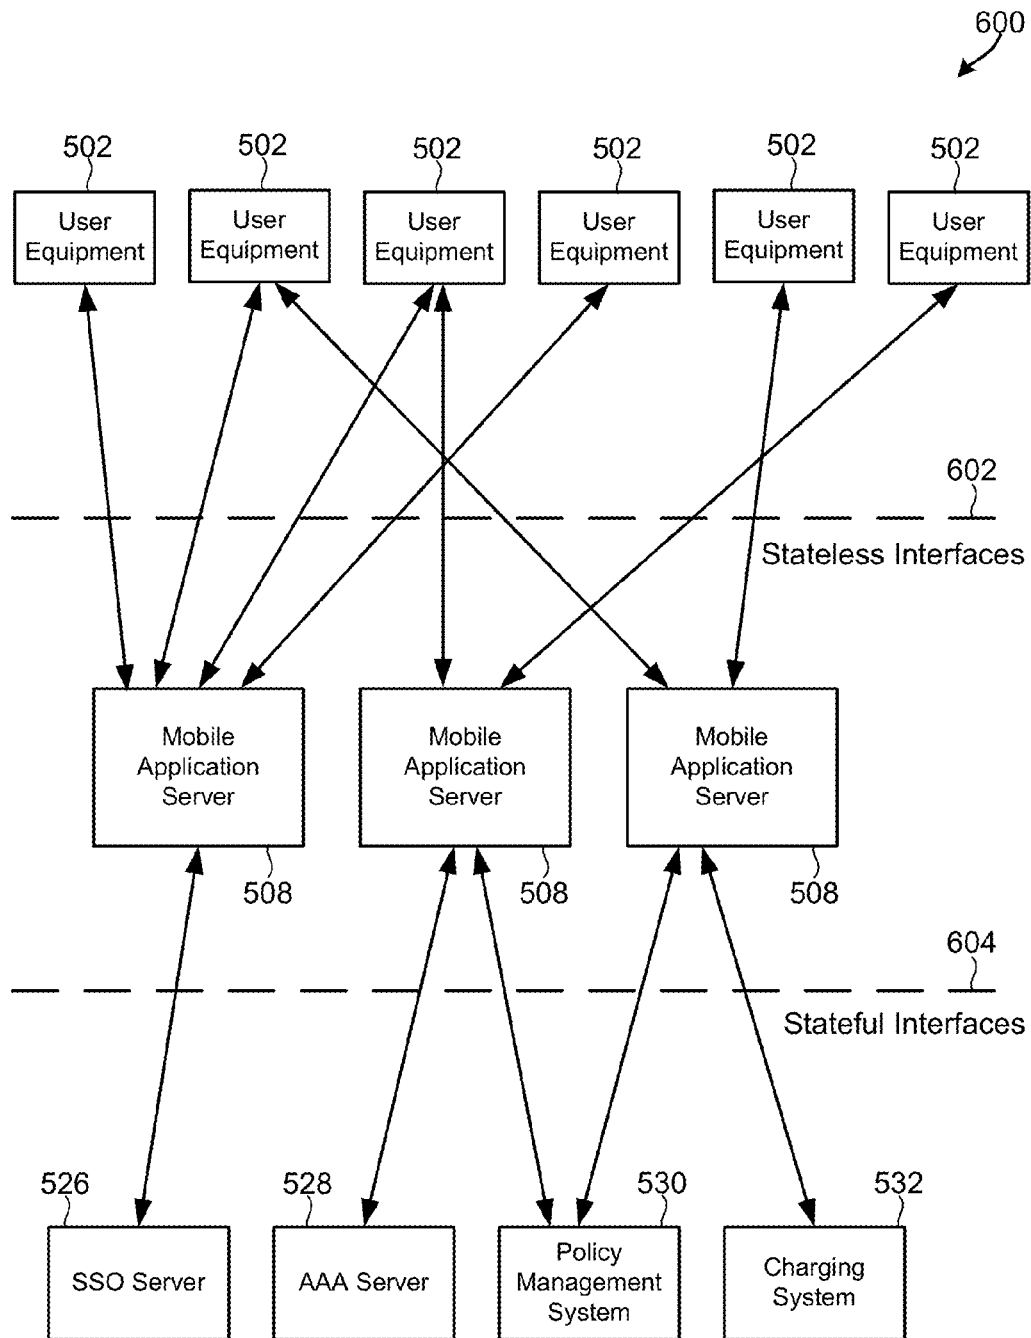 600
502
502
502
502
502
502
User
Equipment
User
Equipment
User
Equipment
User
Equipment
User
Equipment
User
Equipment
602
Stateless Interfaces
Mobile
Application
Server
Mobile
Application
Server
Mobile
Application
Server
508
508
508
604
Stateful Interfaces
526
528
530
532
SSO Server
AAA Server
Policy
Management
System
Charging
System